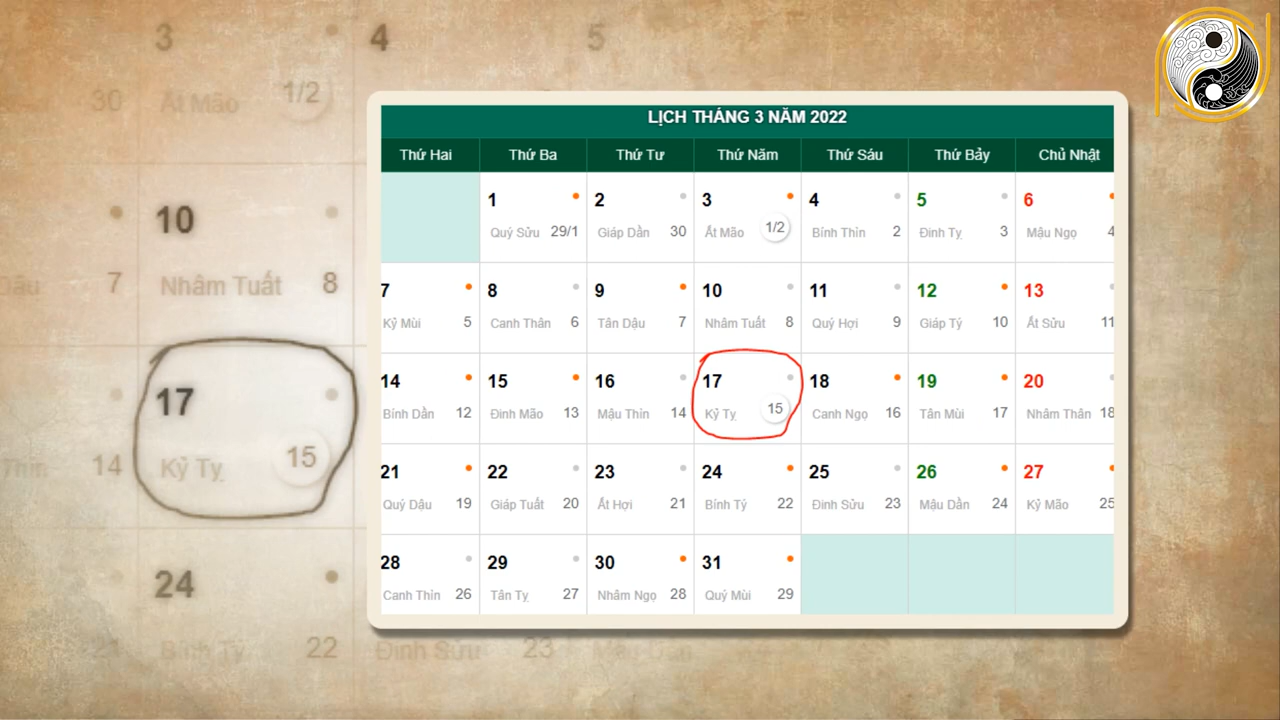 3 4 5
30 Ất Mão 1/2
10
7 Nhâm Tuất 8
17
14 Kỷ Tỵ 15
24
21 Bính Tý 22 Đinh Sửu 23 Mậu Dần
LỊCH THÁNG 3 NĂM 2022
Thứ Hai Thứ Ba Thứ Tư Thứ Năm Thứ Sáu Thứ Bảy Chủ Nhật
1 2 3 4 5 6
Quý Sửu 29/1 Giáp Dần 30 Ất Mão 1/2 Bính Thìn 2 Đinh Tỵ 3 Mậu Ngọ 4
7 8 9 10 11 12 13
Kỷ Mùi 5 Canh Thân 6 Tân Dậu 7 Nhâm Tuất 8 Quý Hợi 9 Giáp Tý 10 Ất Sửu 11
14 15 16 17 18 19 20
Bính Dần 12 Đinh Mão 13 Mậu Thìn 14 Kỷ Tỵ 15 Canh Ngọ 16 Tân Mùi 17 Nhâm Thân 18
21 22 23 24 25 26 27
Quý Dậu 19 Giáp Tuất 20 Ất Hợi 21 Bính Tý 22 Đinh Sửu 23 Mậu Dần 24 Kỷ Mão 25
28 29 30 31
Canh Thìn 26 Tân Tỵ 27 Nhâm Ngọ 28 Quý Mùi 29